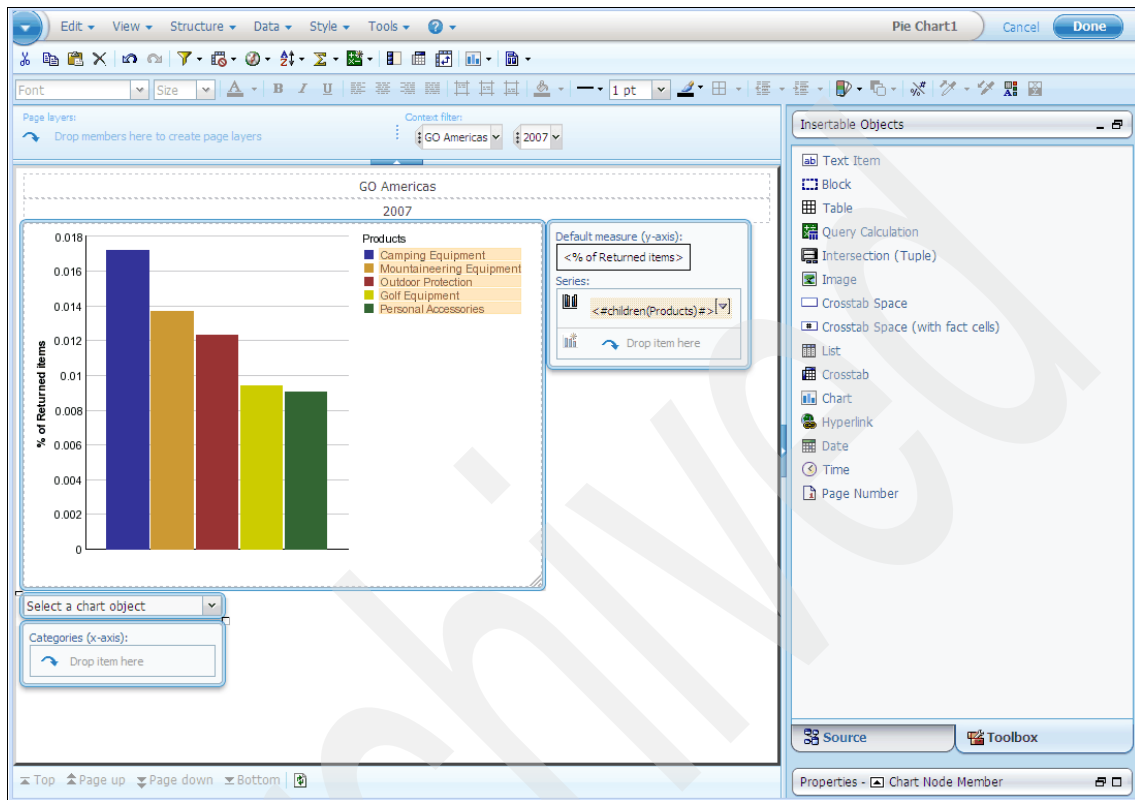 Edit View Structure Data Style Tools Pie Chart1 Cancel Done
Font Size A B I U 1 pt
Page layers:
Drop members here to create page layers
Context filter:
GO Americas 2007
GO Americas
2007
0.018
0.016
0.014
0.012
0.01
0.008
0.006
0.004
0.002
0
% of Returned items
Products
Camping Equipment
Mountaineering Equipment
Outdoor Protection
Golf Equipment
Personal Accessories
Default measure (y-axis):
<% of Returned items>
Series:
<#children(Products)#>
Drop item here
Select a chart object
Categories (x-axis):
Drop item here
Top Page up Page down Bottom
Insertable Objects
Text Item
Block
Table
Query Calculation
Intersection (Tuple)
Image
Crosstab Space
Crosstab Space (with fact cells)
List
Crosstab
Chart
Hyperlink
Date
Time
Page Number
Source Toolbox
Properties - Chart Node Member